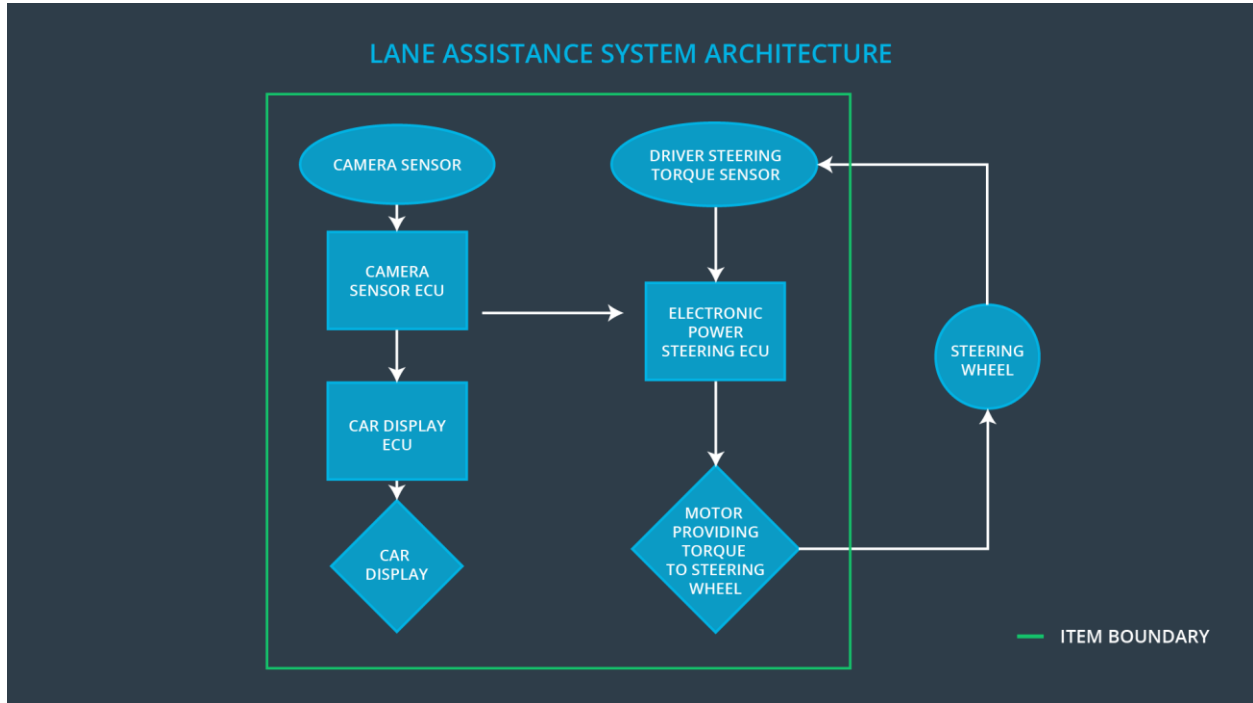 LANE ASSISTANCE SYSTEM ARCHITECTURE
CAMERA SENSOR
CAMERA
SENSOR ECU
CAR DISPLAY
ECU
CAR
DISPLAY
DRIVER STEERING
TORQUE SENSOR
ELECTRONIC
POWER
STEERING ECU
MOTOR
PROVIDING
TORQUE
TO STEERING
WHEEL
STEERING
WHEEL
ITEM BOUNDARY